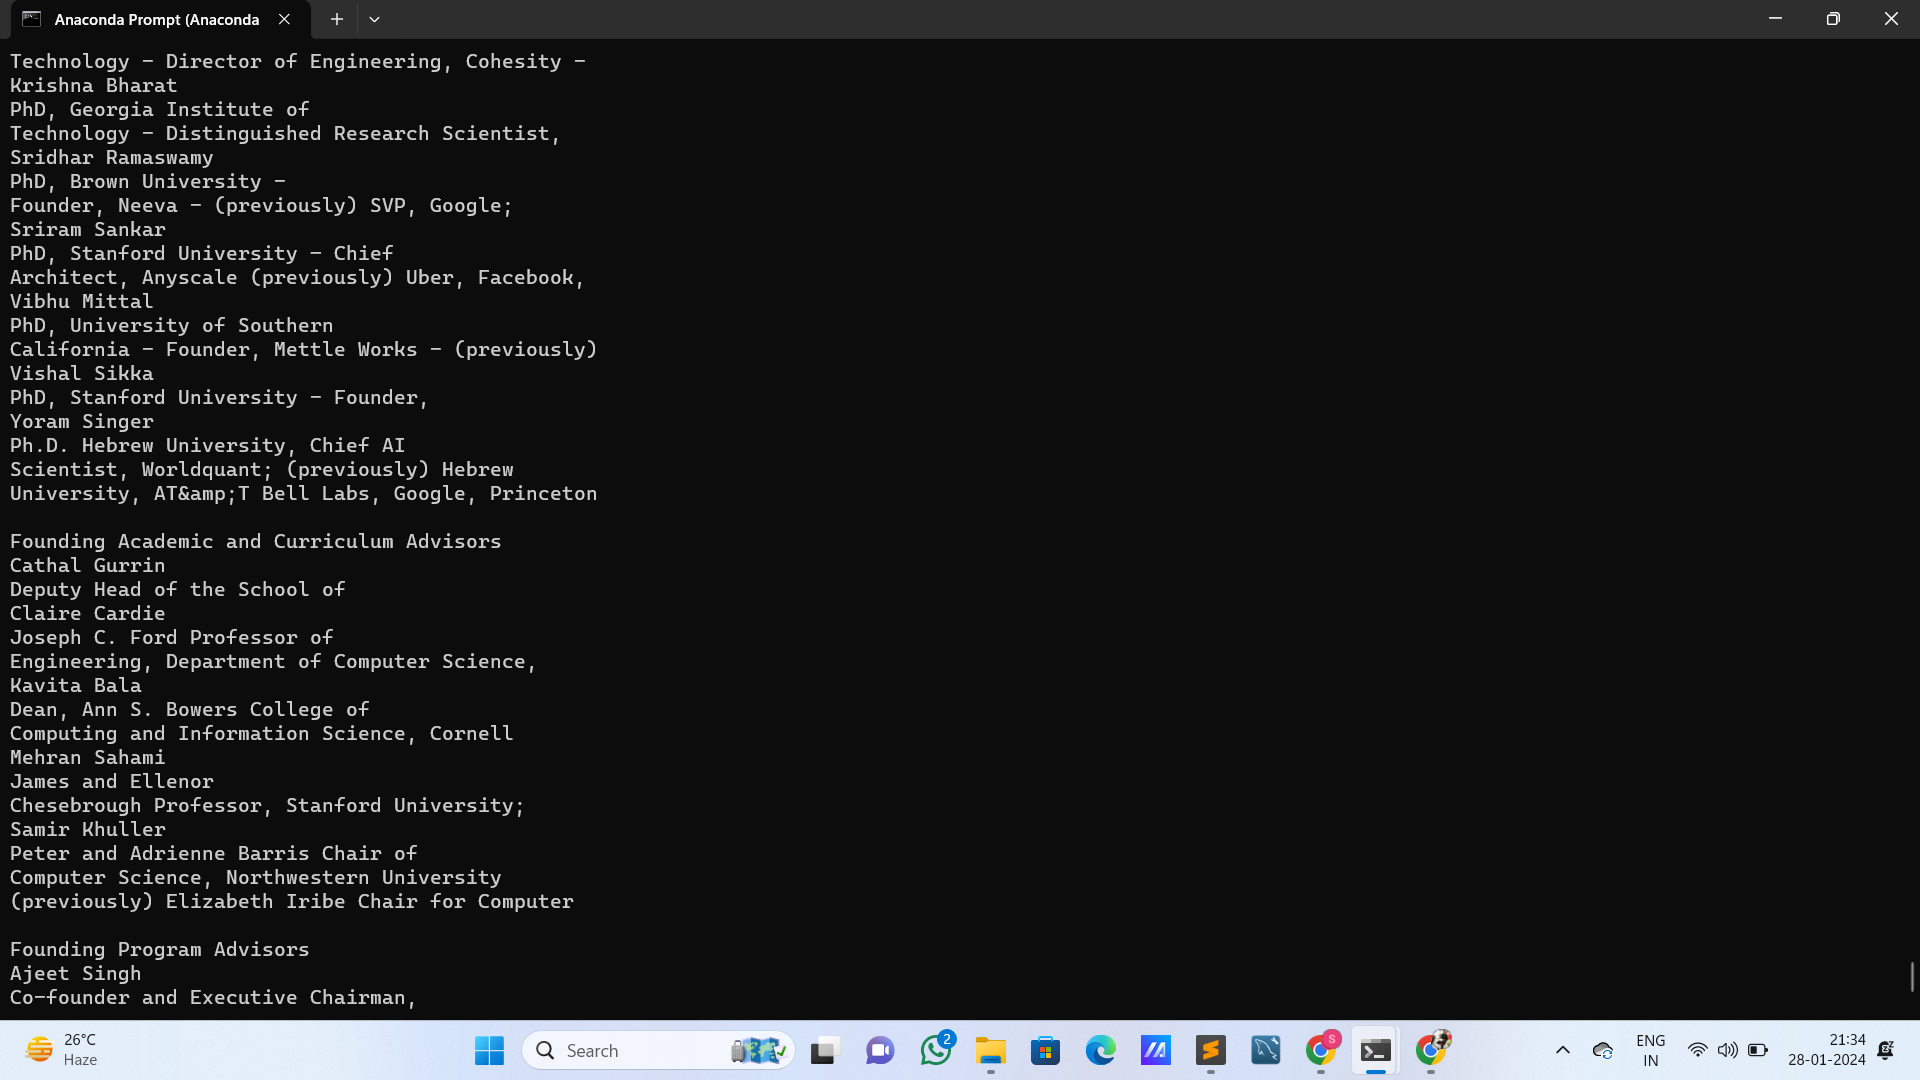 Anaconda Prompt (Anaconda
Technology - Director of Engineering, Cohesity -
Krishna Bharat
PhD, Georgia Institute of
Technology - Distinguished Research Scientist,
Sridhar Ramaswamy
PhD, Brown University -
Founder, Neeva - (previously) SVP, Google;
Sriram Sankar
PhD, Stanford University - Chief
Architect, Anyscale (previously) Uber, Facebook,
Vibhu Mittal
PhD, University of Southern
California - Founder, Mettle Works - (previously)
Vishal Sikka
PhD, Stanford University - Founder,
Yoram Singer
Ph.D. Hebrew University, Chief AI
Scientist, Worldquant; (previously) Hebrew
University, AT&amp;T Bell Labs, Google, Princeton
Founding Academic and Curriculum Advisors
Cathal Gurrin
Deputy Head of the School of
Claire Cardie
Joseph C. Ford Professor of
Engineering, Department of Computer Science,
Kavita Bala
Dean, Ann S. Bowers College of
Computing and Information Science, Cornell
Mehran Sahami
James and Ellenor
Chesebrough Professor, Stanford University;
Samir Khuller
Peter and Adrienne Barris Chair of
Computer Science, Northwestern University
(previously) Elizabeth Iribe Chair for Computer
Founding Program Advisors
Ajeet Singh
Co-founder and Executive Chairman,
26°C
Haze
Search
2
S
ENG
IN
21:34
28-01-2024